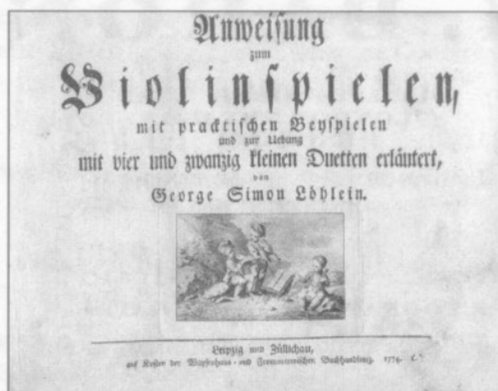 Anweisung
zum
Violinspielen,
mit practischen Beyspielen
und zur Uebung
mit vier und zwanzig kleinen Duetten erläutert,
von
George Simon Löhlein.
Leipzig und Züllichau,
auf Kosten der Waysenhaus- und Frommannischen Buchhandlung. 1774.